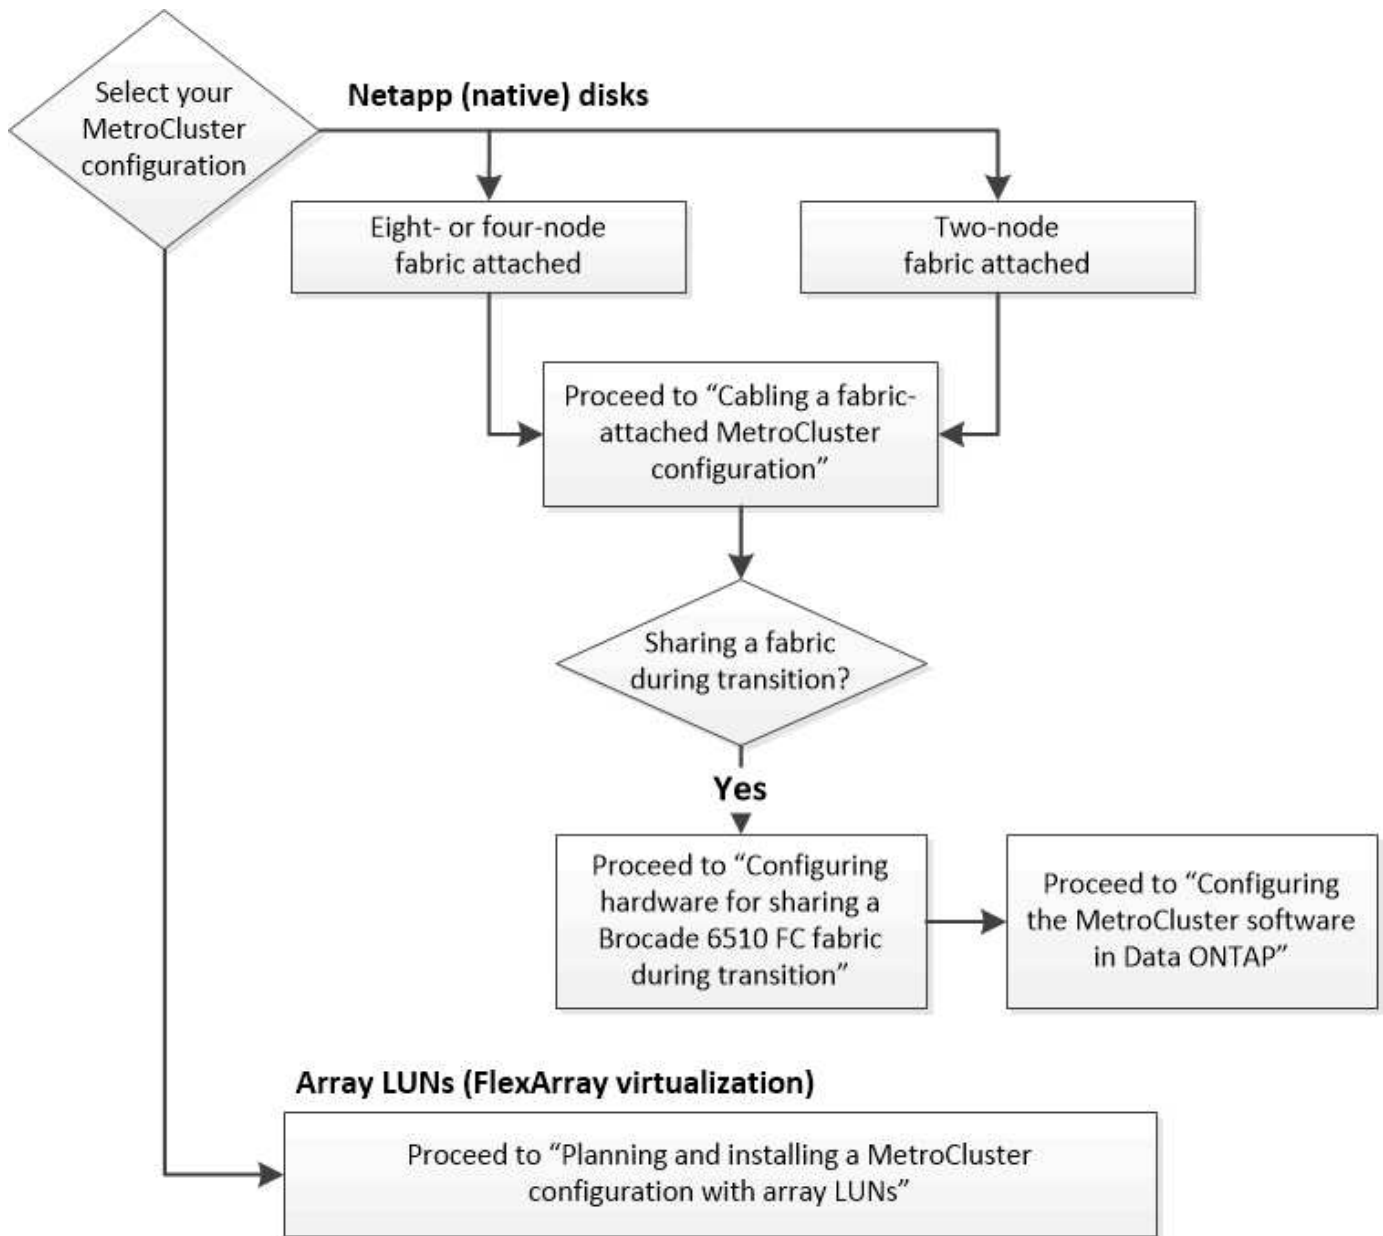 Select your
MetroCluster
configuration
Netapp (native) disks
Eight- or four-node
fabric attached
Two-node
fabric attached
Proceed to “Cabling a fabric-
attached MetroCluster
configuration”
Sharing a fabric
during transition?
Yes
Proceed to “Configuring
hardware for sharing a
Brocade 6510 FC fabric
during transition”
Proceed to “Configuring
the MetroCluster software
in Data ONTAP”
Array LUNs (FlexArray virtualization)
Proceed to “Planning and installing a MetroCluster
configuration with array LUNs”